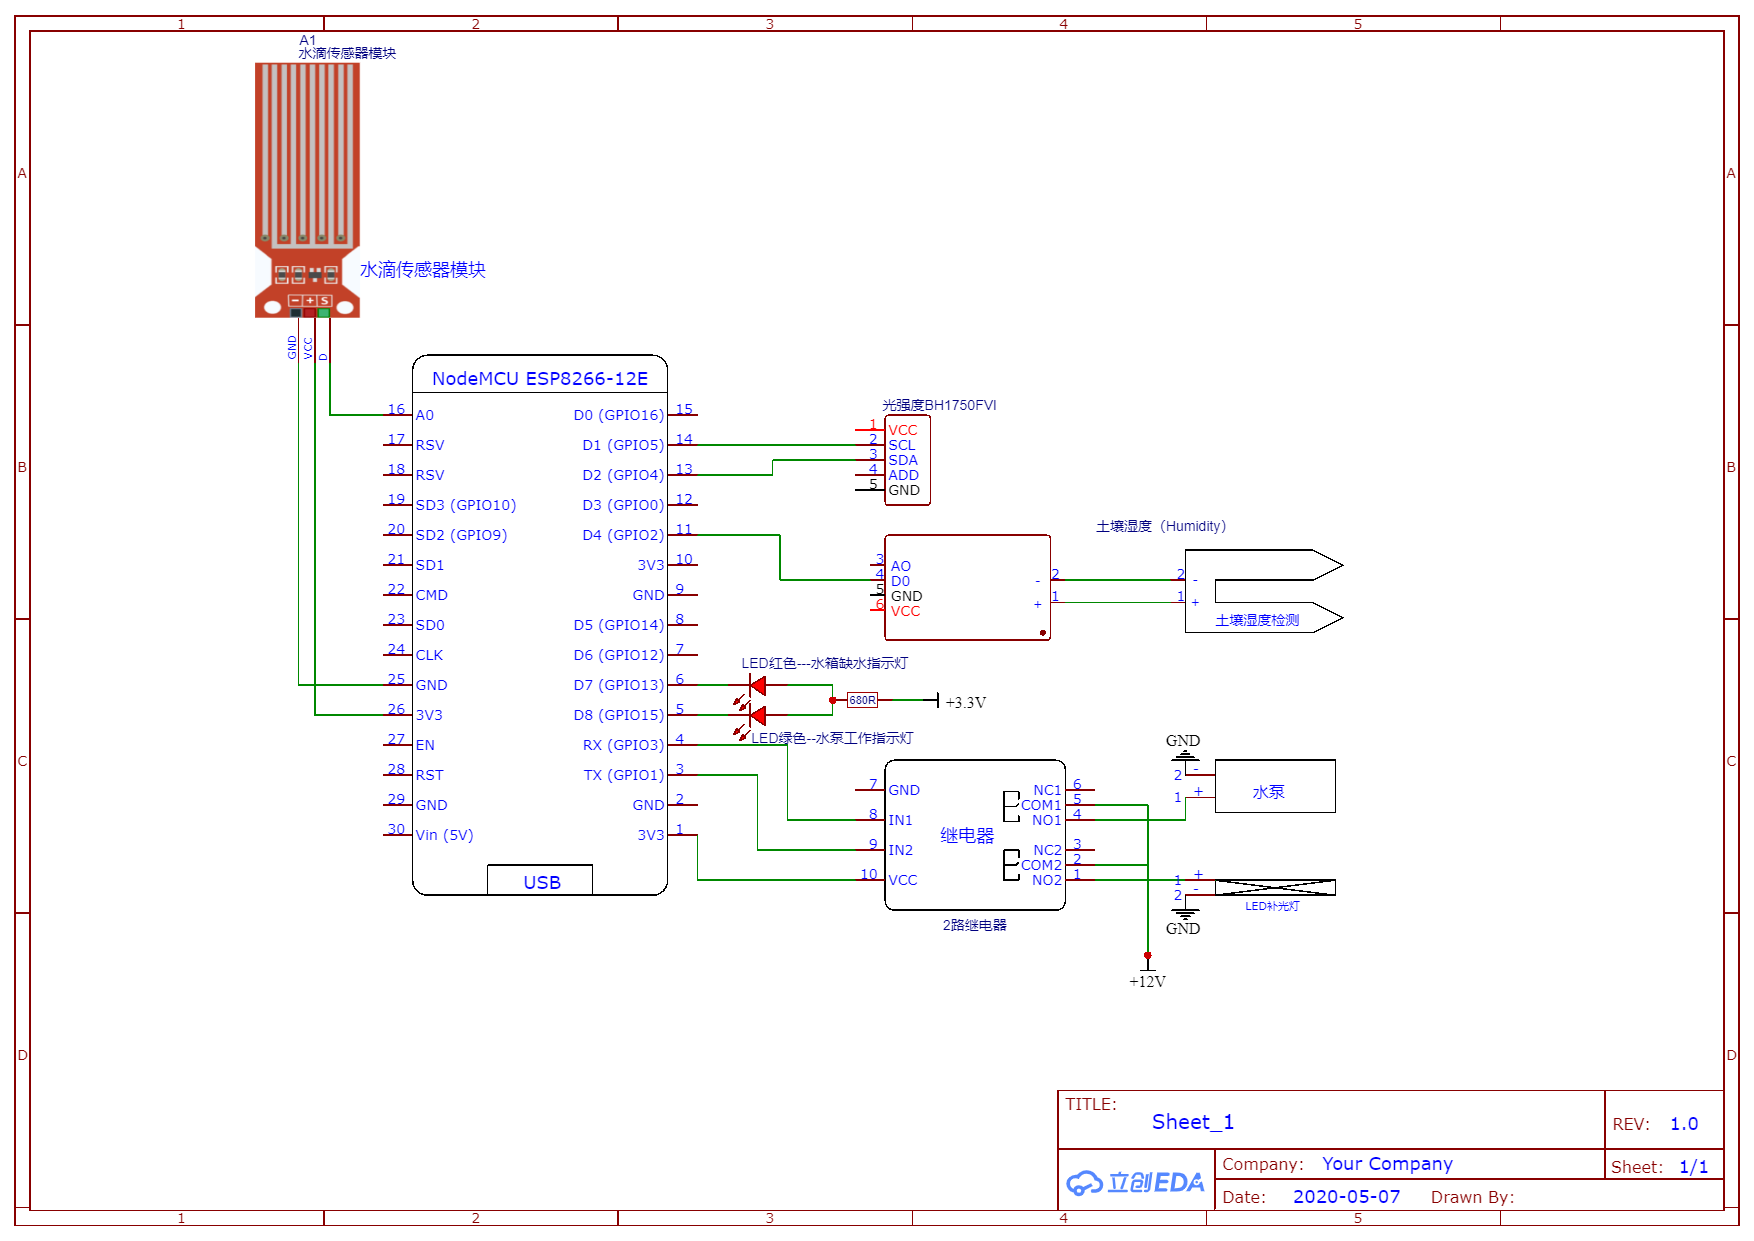 1 2 3 4 5
A1
水滴传感器模块
A A
水滴传感器模块
- + S
GND VCC D
NodeMCU ESP8266-12E
16 A0 D0 (GPIO16) 15
17 RSV D1 (GPIO5) 14
18 RSV D2 (GPIO4) 13
19 SD3 (GPIO10) D3 (GPIO0) 12
20 SD2 (GPIO9) D4 (GPIO2) 11
21 SD1 3V3 10
22 CMD GND 9
23 SD0 D5 (GPIO14) 8
24 CLK D6 (GPIO12) 7
25 GND D7 (GPIO13) 6
26 3V3 D8 (GPIO15) 5
27 EN RX (GPIO3) 4
28 RST TX (GPIO1) 3
29 GND GND 2
30 Vin (5V) 3V3 1
USB
光强度BH1750FVI
1 VCC
2 SCL
3 SDA
4 ADD
5 GND
B B
土壤湿度（Humidity）
3 AO
4 D0
5 GND
6 VCC
- 2 2 -
+ 1 1 +
土壤湿度检测
LED红色---水箱缺水指示灯
680R +3.3V
LED绿色--水泵工作指示灯
C C
7 GND
8 IN1
9 IN2
10 VCC
继电器
NC1 6
COM1 5
NO1 4
NC2 3
COM2 2
NO2 1
2路继电器
GND
2 -
1 +
水泵
1 +
2 -
LED补光灯
GND
+12V
D D
TITLE:
Sheet_1
REV: 1.0
立创EDA
Company: Your Company
Sheet: 1/1
Date: 2020-05-07 Drawn By:
1 2 3 4 5